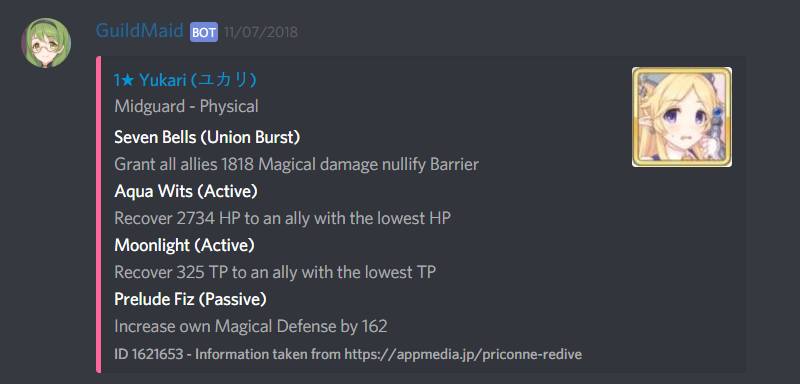 GuildMaid BOT 11/07/2018
1★ Yukari (ユカリ)
Midguard - Physical
Seven Bells (Union Burst)
Grant all allies 1818 Magical damage nullify Barrier
Aqua Wits (Active)
Recover 2734 HP to an ally with the lowest HP
Moonlight (Active)
Recover 325 TP to an ally with the lowest TP
Prelude Fiz (Passive)
Increase own Magical Defense by 162
ID 1621653 - Information taken from https://appmedia.jp/priconne-redive